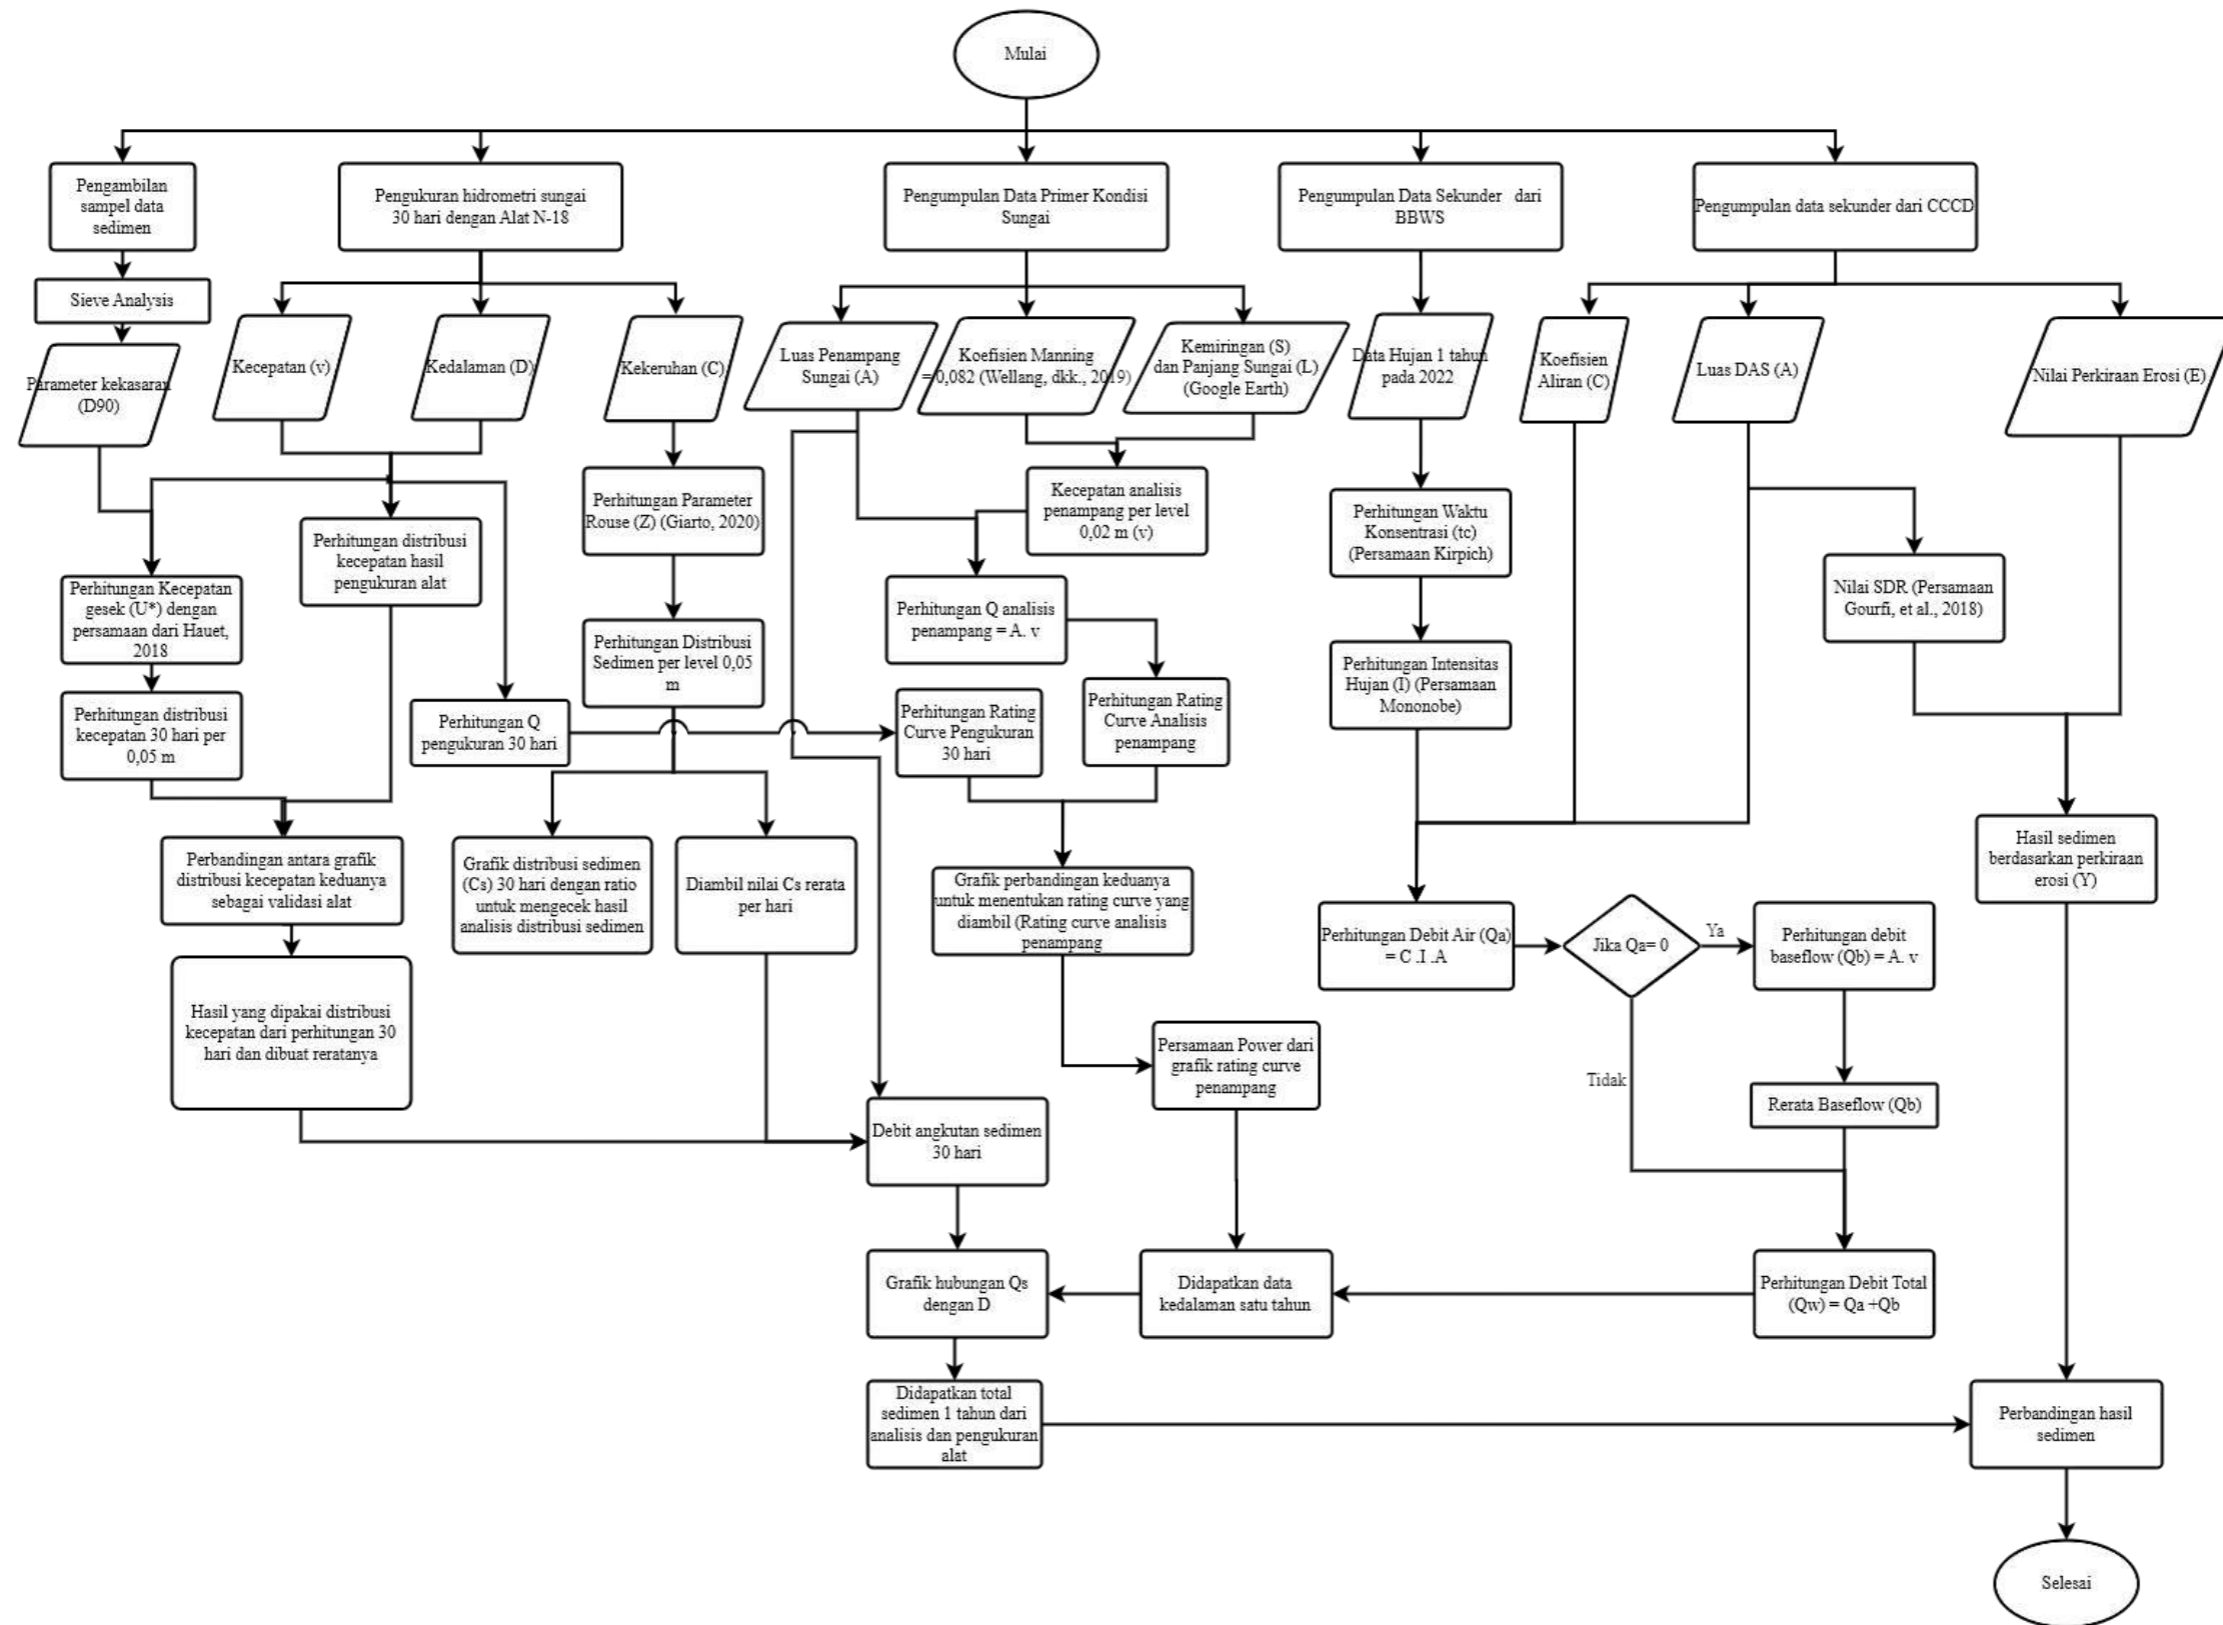 Mulai
Pengambilan
sampel data
sedimen
Pengukuran hidrometri sungai
30 hari dengan Alat N-18
Pengumpulan Data Primer Kondisi
Sungai
Pengumpulan Data Sekunder dari
BBWS
Pengumpulan data sekunder dari CCCD
Sieve Analysis
Parameter kekasaran
(D90)
Kecepatan (v)
Kedalaman (D)
Kekeruhan (C)
Luas Penampang
Sungai (A)
Koefisien Manning
= 0,082 (Wellang, dkk., 2019)
Kemiringan (S)
dan Panjang Sungai (L)
(Google Earth)
Data Hujan 1 tahun
pada 2022
Koefisien
Aliran (C)
Luas DAS (A)
Nilai Perkiraan Erosi (E)
Perhitungan Parameter
Rouse (Z) (Giarto, 2020)
Kecepatan analisis
penampang per level
0,02 m (v)
Perhitungan Waktu
Konsentrasi (tc)
(Persamaan Kirpich)
Perhitungan distribusi
kecepatan hasil
pengukuran alat
Nilai SDR (Persamaan
Gourfi, et al., 2018)
Perhitungan Kecepatan
gesek (U*) dengan
persamaan dari Hauet,
2018
Perhitungan Q analisis
penampang = A. v
Perhitungan Distribusi
Sedimen per level 0,05
m
Perhitungan Intensitas
Hujan (I) (Persamaan
Mononobe)
Perhitungan distribusi
kecepatan 30 hari per
0,05 m
Perhitungan Q
pengukuran 30 hari
Perhitungan Rating
Curve Pengukuran
30 hari
Perhitungan Rating
Curve Analisis
penampang
Perbandingan antara grafik
distribusi kecepatan keduanya
sebagai validasi alat
Grafik distribusi sedimen
(Cs) 30 hari dengan ratio
untuk mengecek hasil
analisis distribusi sedimen
Diambil nilai Cs rerata
per hari
Grafik perbandingan keduanya
untuk menentukan rating curve yang
diambil (Rating curve analisis
penampang
Hasil sedimen
berdasarkan perkiraan
erosi (Y)
Perhitungan Debit Air (Qa)
= C .I .A
Jika Qa= 0
Ya
Perhitungan debit
baseflow (Qb) = A. v
Hasil yang dipakai distribusi
kecepatan dari perhitungan 30
hari dan dibuat reratanya
Persamaan Power dari
grafik rating curve
penampang
Tidak
Rerata Baseflow (Qb)
Debit angkutan sedimen
30 hari
Grafik hubungan Qs
dengan D
Didapatkan data
kedalaman satu tahun
Perhitungan Debit Total
(Qw) = Qa +Qb
Didapatkan total
sedimen 1 tahun dari
analisis dan pengukuran
alat
Perbandingan hasil
sedimen
Selesai